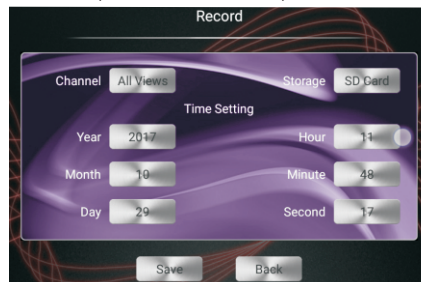 Record
Channel All Views Storage SD Card
Time Setting
Year 2017 Hour 11
Month 10 Minute 48
Day 29 Second 17
Save Back